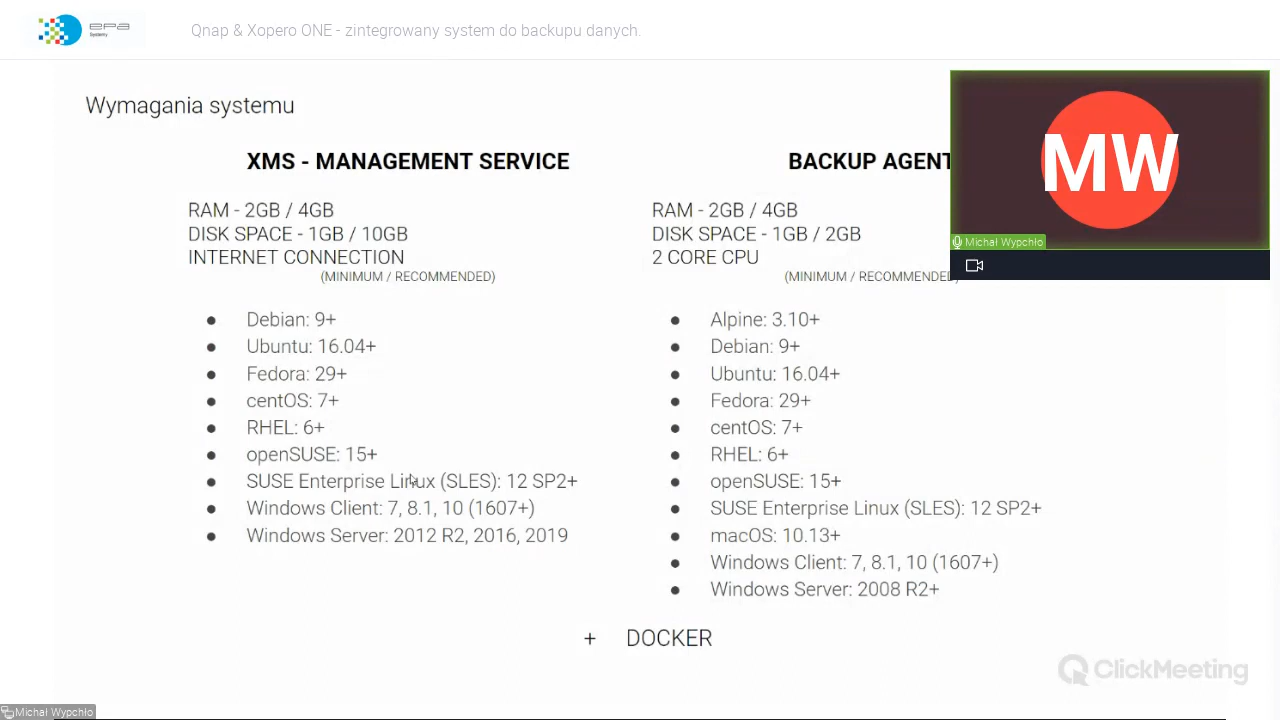 epa
Systemy
Qnap & Xopero ONE - zintegrowany system do backupu danych.
Wymagania systemu
XMS - MANAGEMENT SERVICE
RAM - 2GB / 4GB
DISK SPACE - 1GB / 10GB
INTERNET CONNECTION
(MINIMUM / RECOMMENDED)
● Debian: 9+
● Ubuntu: 16.04+
● Fedora: 29+
● centOS: 7+
● RHEL: 6+
● openSUSE: 15+
● SUSE Enterprise Linux (SLES): 12 SP2+
● Windows Client: 7, 8.1, 10 (1607+)
● Windows Server: 2012 R2, 2016, 2019
BACKUP AGENT
RAM - 2GB / 4GB
DISK SPACE - 1GB / 2GB
2 CORE CPU
(MINIMUM / RECOMMENDED)
● Alpine: 3.10+
● Debian: 9+
● Ubuntu: 16.04+
● Fedora: 29+
● centOS: 7+
● RHEL: 6+
● openSUSE: 15+
● SUSE Enterprise Linux (SLES): 12 SP2+
● macOS: 10.13+
● Windows Client: 7, 8.1, 10 (1607+)
● Windows Server: 2008 R2+
+ DOCKER
MW
Michał Wypchło
ClickMeeting
Michał Wypchło